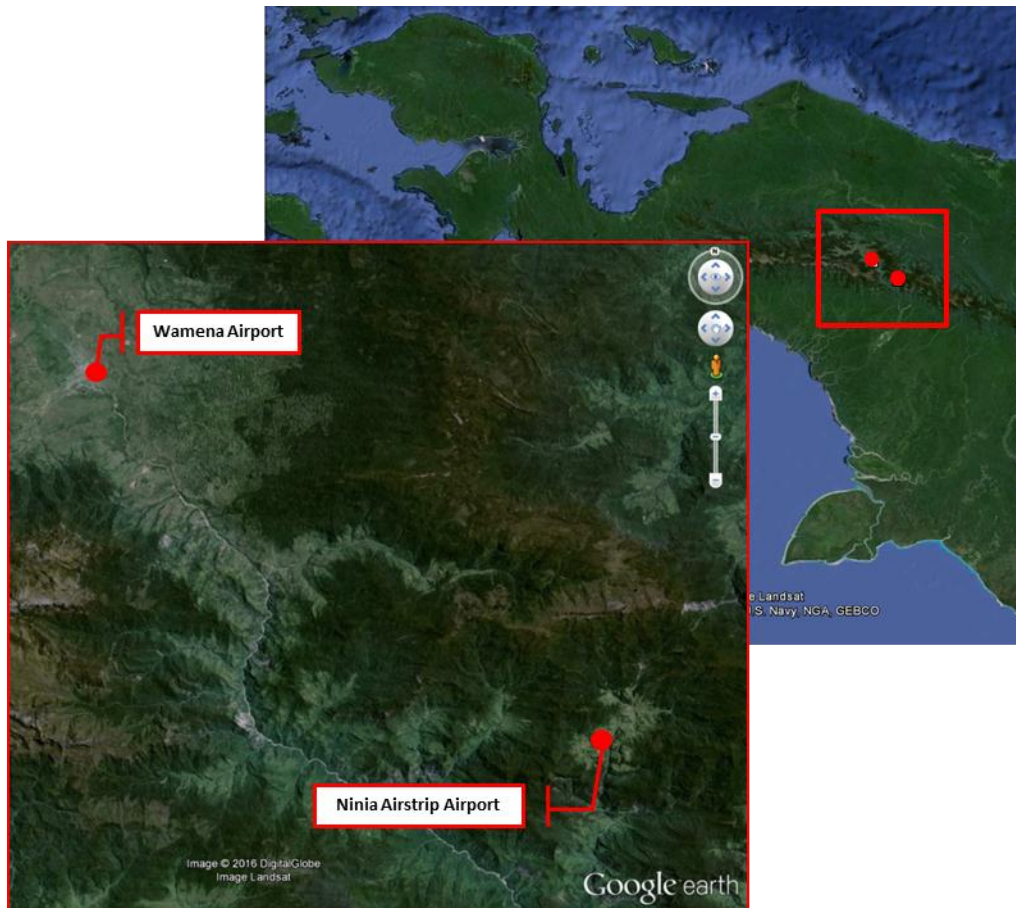 Wamena Airport
N
e Landsat
U.S. Navy, NGA, GEBCO
Ninia Airstrip Airport
Image © 2016 DigitalGlobe
Image Landsat
Google earth